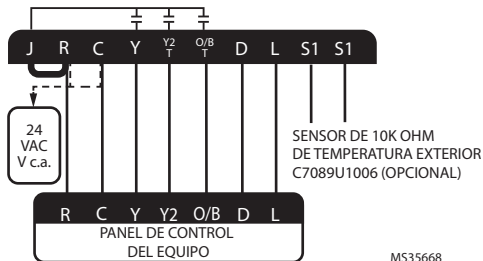 J R C Y Y2 T O/B T D L S1 S1
24
VAC
V c.a.
SENSOR DE 10K OHM
DE TEMPERATURA EXTERIOR
C7089U1006 (OPCIONAL)
R C Y Y2 O/B D L
PANEL DE CONTROL
DEL EQUIPO
MS35668